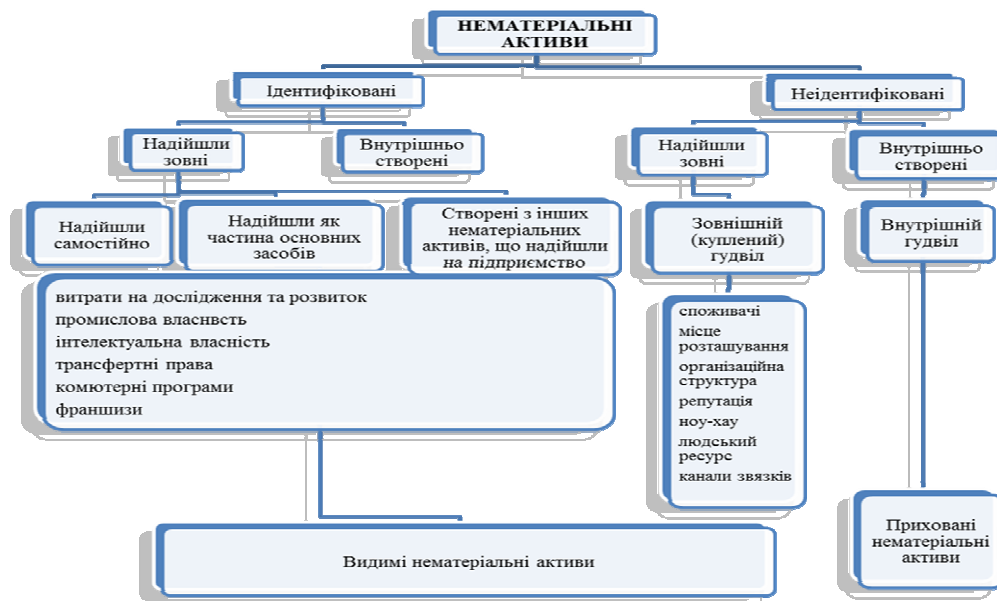 НЕМАТЕРІАЛЬНІ
АКТИВИ
Ідентифіковані
Неідентифіковані
Надійшли
зовні
Внутрішньо
створені
Надійшли
зовні
Внутрішньо
створені
Надійшли
самостійно
Надійшли як
частина основних
засобів
Створені з інших
нематеріальних
активів, що надійшли
на підприємство
Зовнішній
(куплений)
гудвіл
Внутрішній
гудвіл
витрати на дослідження та розвиток
промислова власнвсть
інтелектуальна власність
трансфертні права
комютерні програми
франшизи
споживачі
місце
розташування
організаційна
структура
репутація
ноу-хау
людський
ресурс
канали звязків
Видимі нематеріальні активи
Приховані
нематеріальні
активи